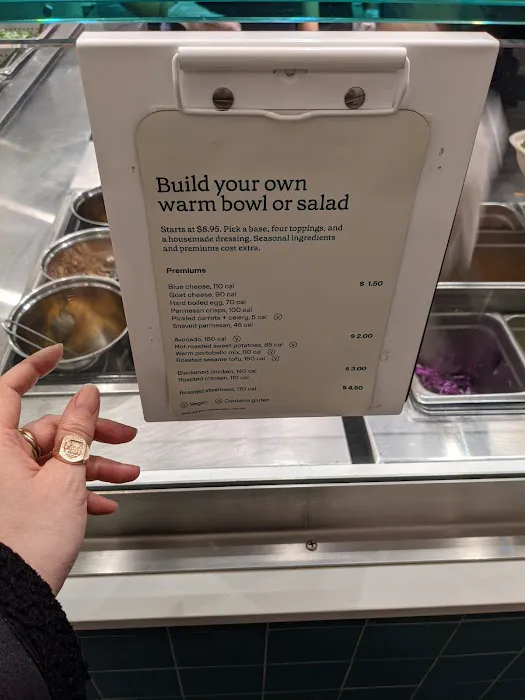 Build your own
warm bowl or salad
Starts at $8.95. Pick a base, four toppings, and
a housemade dressing. Seasonal ingredients
and premiums cost extra.
Premiums
Blue cheese, 110 cal $ 1.50
Goat cheese, 90 cal
Hard boiled egg, 70 cal
Parmesan crisps, 100 cal
Pickled carrots + celery, 5 cal V
Shaved parmesan, 45 cal
Avocado, 160 cal V $ 2.00
Hot roasted sweet potatoes, 65 cal V
Warm portobello mix, 110 cal V
Roasted sesame tofu, 150 cal V
Blackened chicken, 140 cal $ 3.00
Roasted chicken, 110 cal
Roasted steelhead, 170 cal $ 4.50
V Vegan Contains gluten